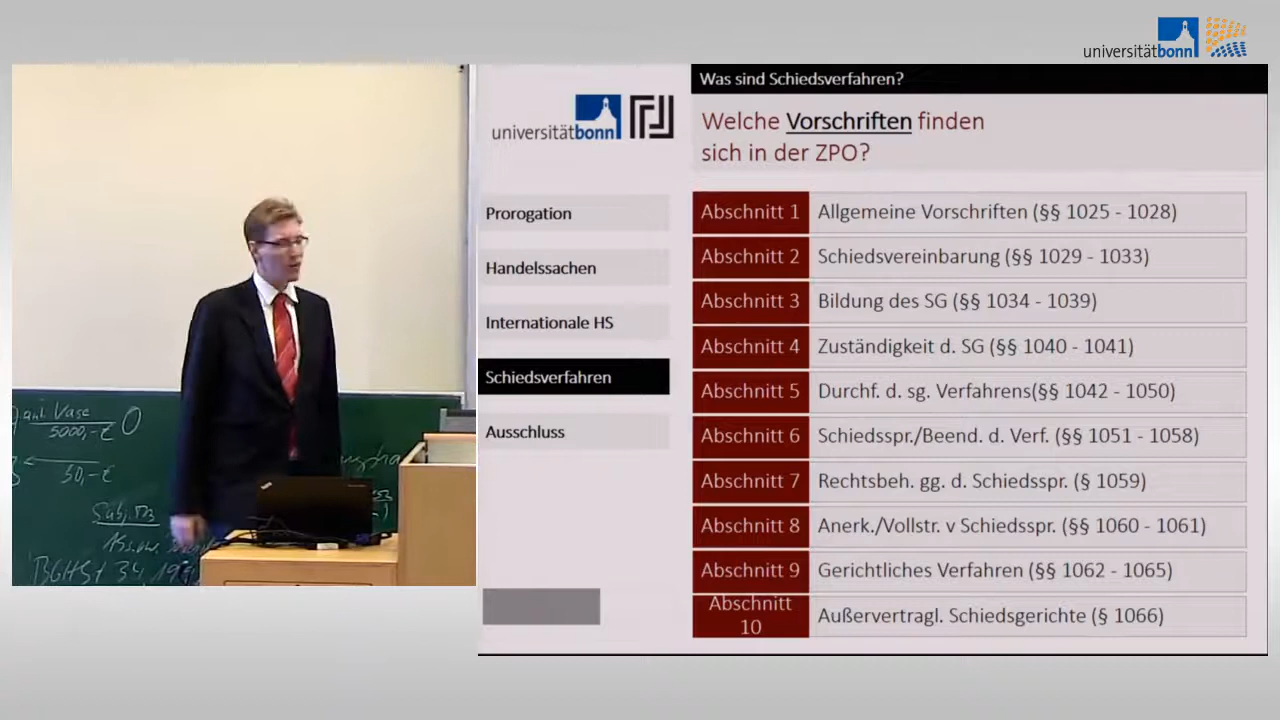 universitätbonn
Was sind Schiedsverfahren?
universitätbonn
Welche Vorschriften finden
sich in der ZPO?
Prorogation
Handelssachen
Internationale HS
Schiedsverfahren
Ausschluss
Abschnitt 1 Allgemeine Vorschriften (§§ 1025 - 1028)
Abschnitt 2 Schiedsvereinbarung (§§ 1029 - 1033)
Abschnitt 3 Bildung des SG (§§ 1034 - 1039)
Abschnitt 4 Zuständigkeit d. SG (§§ 1040 - 1041)
Abschnitt 5 Durchf. d. sg. Verfahrens(§§ 1042 - 1050)
Abschnitt 6 Schiedsspr./Beend. d. Verf. (§§ 1051 - 1058)
Abschnitt 7 Rechtsbeh. gg. d. Schiedsspr. (§ 1059)
Abschnitt 8 Anerk./Vollstr. v Schiedsspr. (§§ 1060 - 1061)
Abschnitt 9 Gerichtliches Verfahren (§§ 1062 - 1065)
Abschnitt
10 Außervertragl. Schiedsgerichte (§ 1066)
Vase
5000,-€
50,-€
BGHSt 34, 19